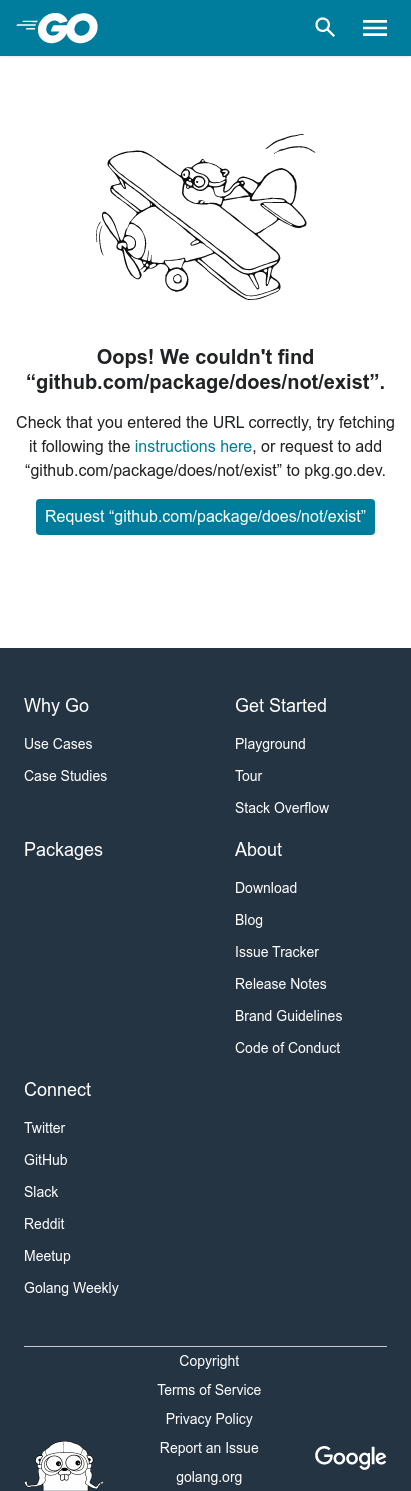 GO
Oops! We couldn't find
“github.com/package/does/not/exist”.
Check that you entered the URL correctly, try fetching
it following the instructions here, or request to add
“github.com/package/does/not/exist” to pkg.go.dev.
Request “github.com/package/does/not/exist”
Why Go
Use Cases
Case Studies
Get Started
Playground
Tour
Stack Overflow
Packages
About
Download
Blog
Issue Tracker
Release Notes
Brand Guidelines
Code of Conduct
Connect
Twitter
GitHub
Slack
Reddit
Meetup
Golang Weekly
Copyright
Terms of Service
Privacy Policy
Report an Issue
golang.org
Google